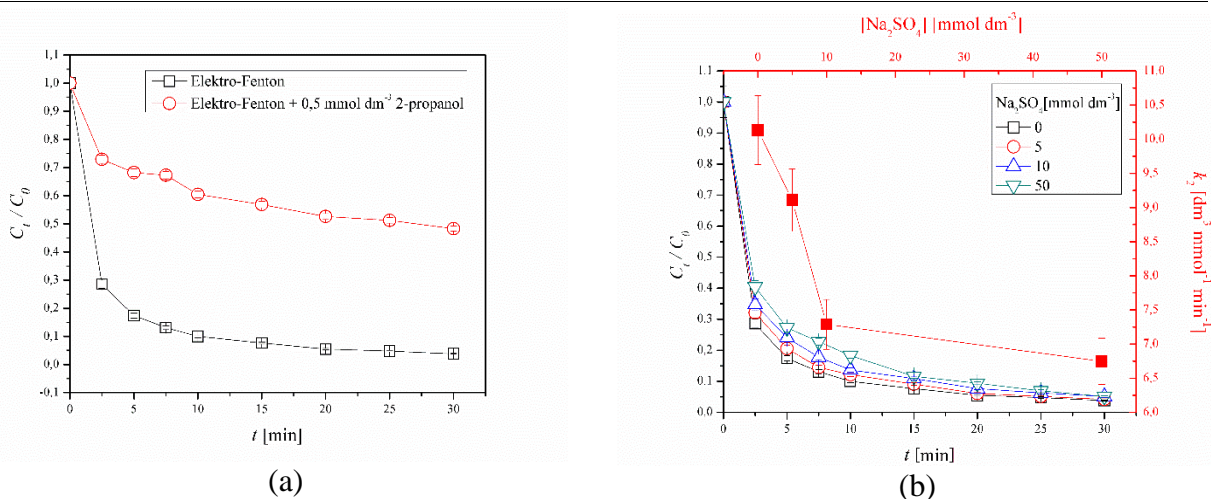 1,1
1,0
0,9
0,8
0,7
0,6
0,5
0,4
0,3
0,2
0,1
0,0
-0,1
C_t / C_0
Elektro-Fenton
Elektro-Fenton + 0,5 mmol dm⁻³ 2-propanol
0 5 10 15 20 25 30
t [min]
(a)
[Na₂SO₄] [mmol dm⁻³]
0 10 20 30 40 50
1,1
1,0
0,9
0,8
0,7
0,6
0,5
0,4
0,3
0,2
0,1
0,0
C_t / C_0
Na₂SO₄[mmol dm⁻³]
0
5
10
50
11,0
10,5
10,0
9,5
9,0
8,5
8,0
7,5
7,0
6,5
6,0
k₂ [dm³ mmol⁻¹ min⁻¹]
0 5 10 15 20 25 30
t [min]
(b)